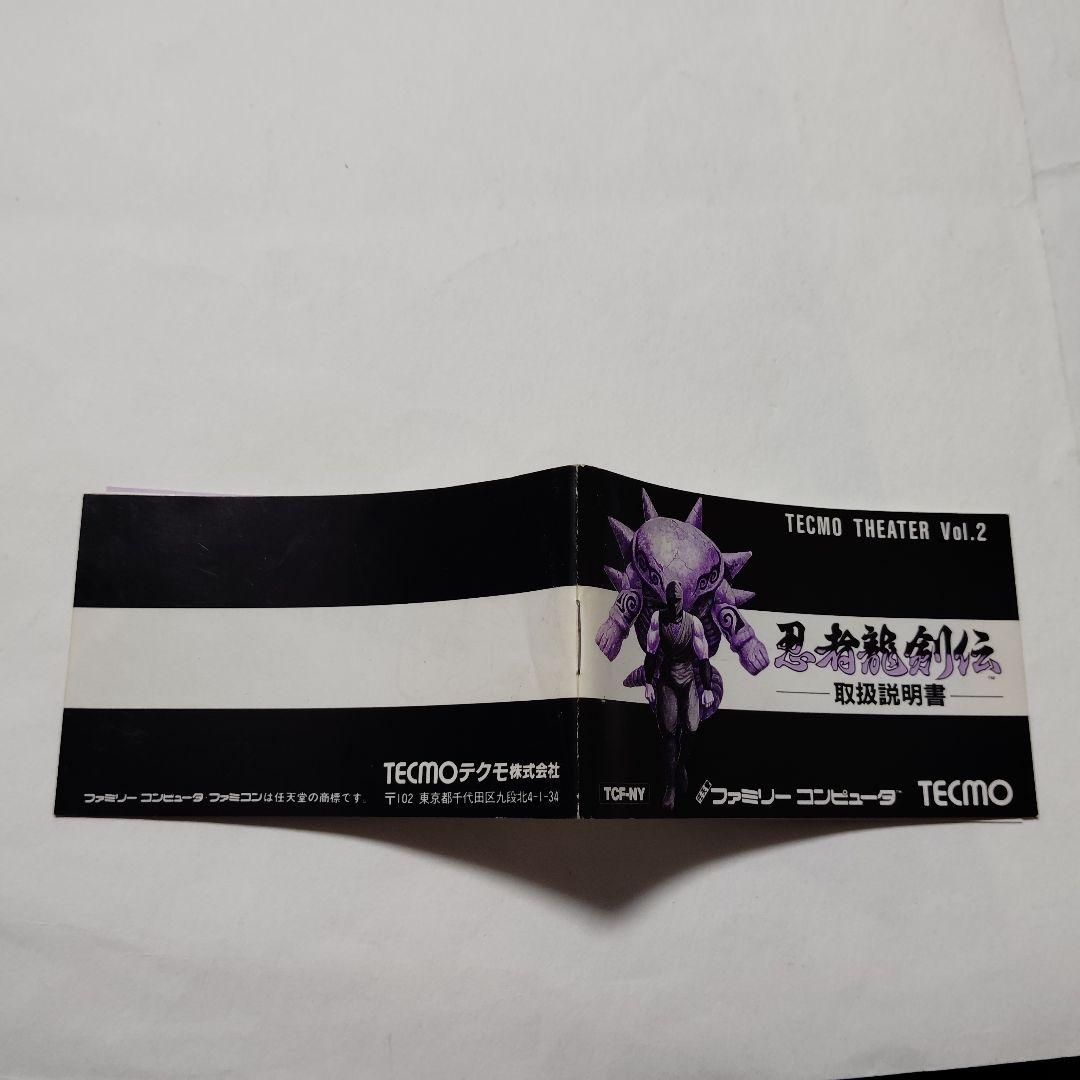 TECMO THEATER Vol.2
忍者龍剣伝™
取扱説明書
TCF-NY
ファミリー コンピュータ™
TECMO
TECMOテクモ株式会社
ファミリー コンピュータ・ファミコンは任天堂の商標です。
〒102 東京都千代田区九段北4-1-34